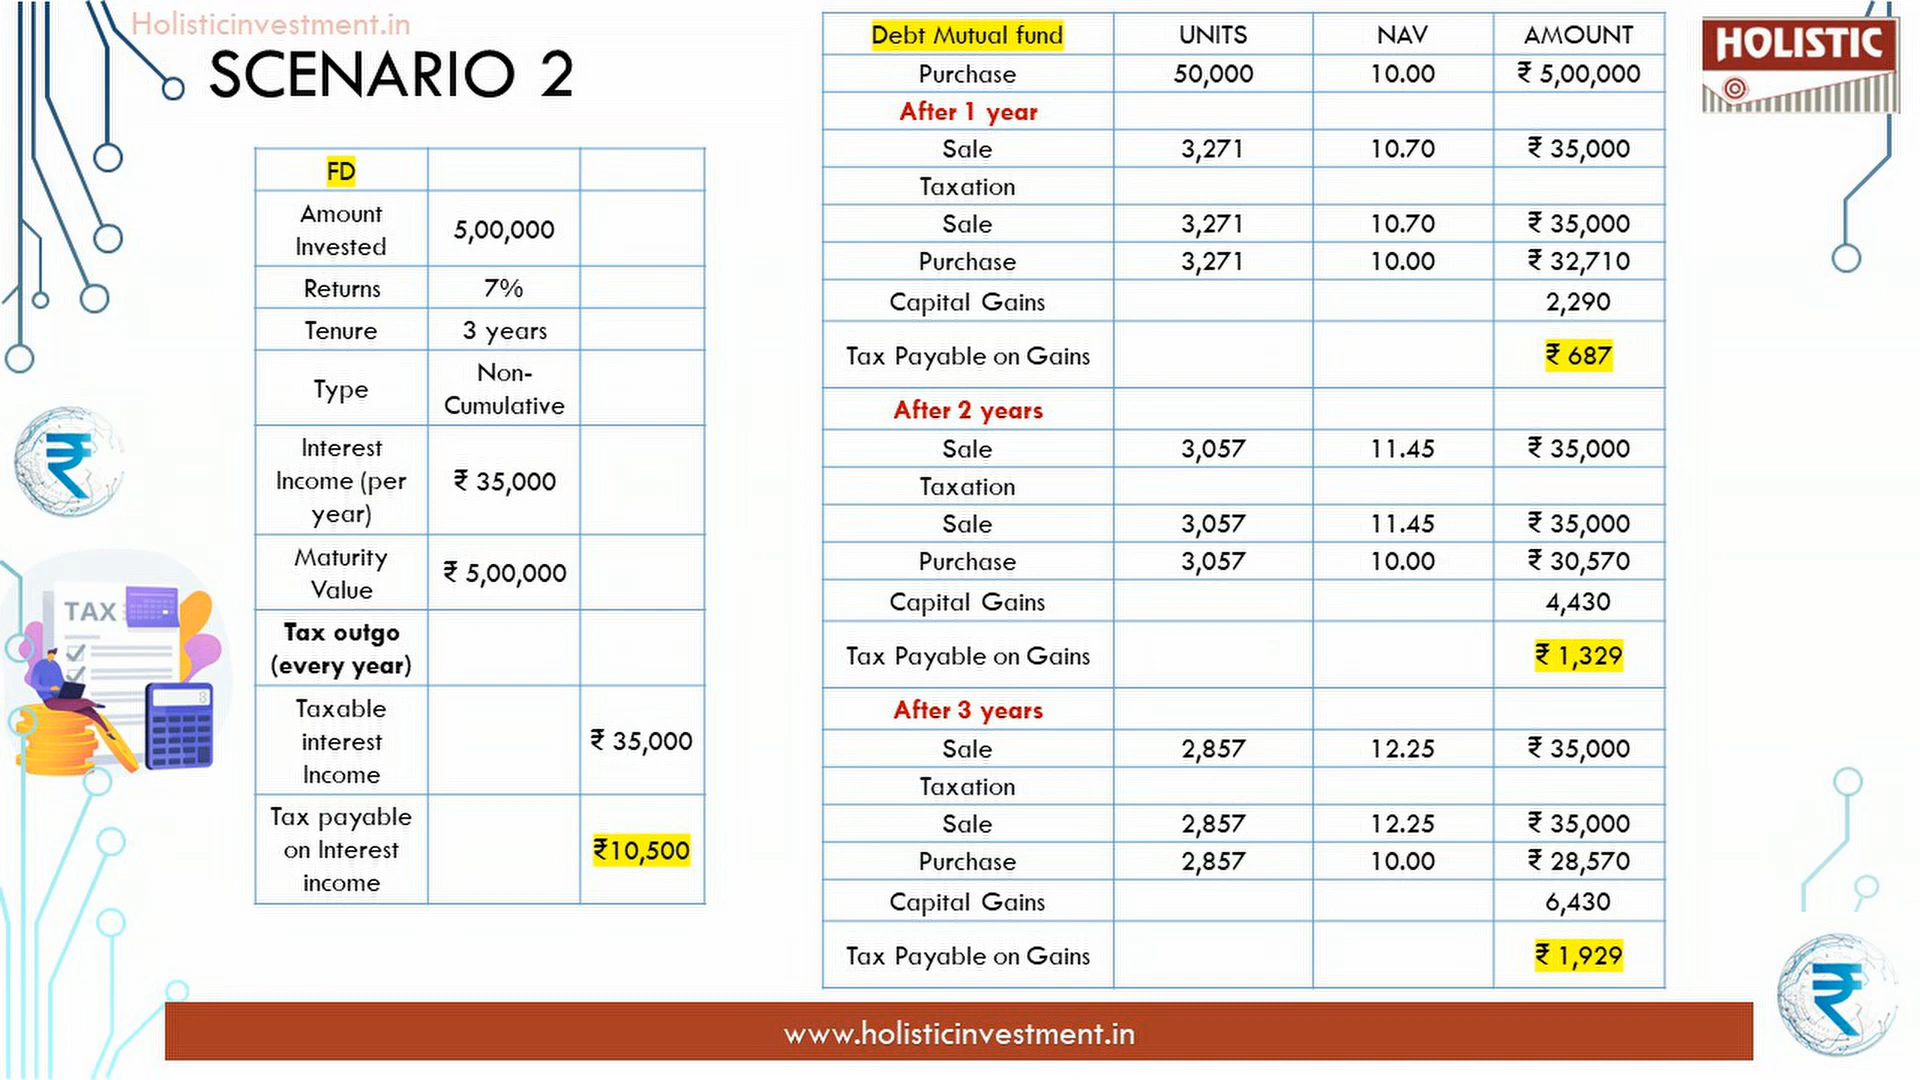 Holisticinvestment.in
SCENARIO 2
HOLISTIC
FD
Amount
Invested
5,00,000
Returns 7%
Tenure 3 years
Type
Non-
Cumulative
Interest
Income (per
year)
₹ 35,000
Maturity
Value
₹ 5,00,000
Tax outgo
(every year)
Taxable
interest
Income
₹ 35,000
Tax payable
on Interest
income
₹10,500
TAX
Debt Mutual fund UNITS NAV AMOUNT
Purchase 50,000 10.00 ₹ 5,00,000
After 1 year
Sale 3,271 10.70 ₹ 35,000
Taxation
Sale 3,271 10.70 ₹ 35,000
Purchase 3,271 10.00 ₹ 32,710
Capital Gains 2,290
Tax Payable on Gains ₹ 687
After 2 years
Sale 3,057 11.45 ₹ 35,000
Taxation
Sale 3,057 11.45 ₹ 35,000
Purchase 3,057 10.00 ₹ 30,570
Capital Gains 4,430
Tax Payable on Gains ₹ 1,329
After 3 years
Sale 2,857 12.25 ₹ 35,000
Taxation
Sale 2,857 12.25 ₹ 35,000
Purchase 2,857 10.00 ₹ 28,570
Capital Gains 6,430
Tax Payable on Gains ₹ 1,929
www.holisticinvestment.in